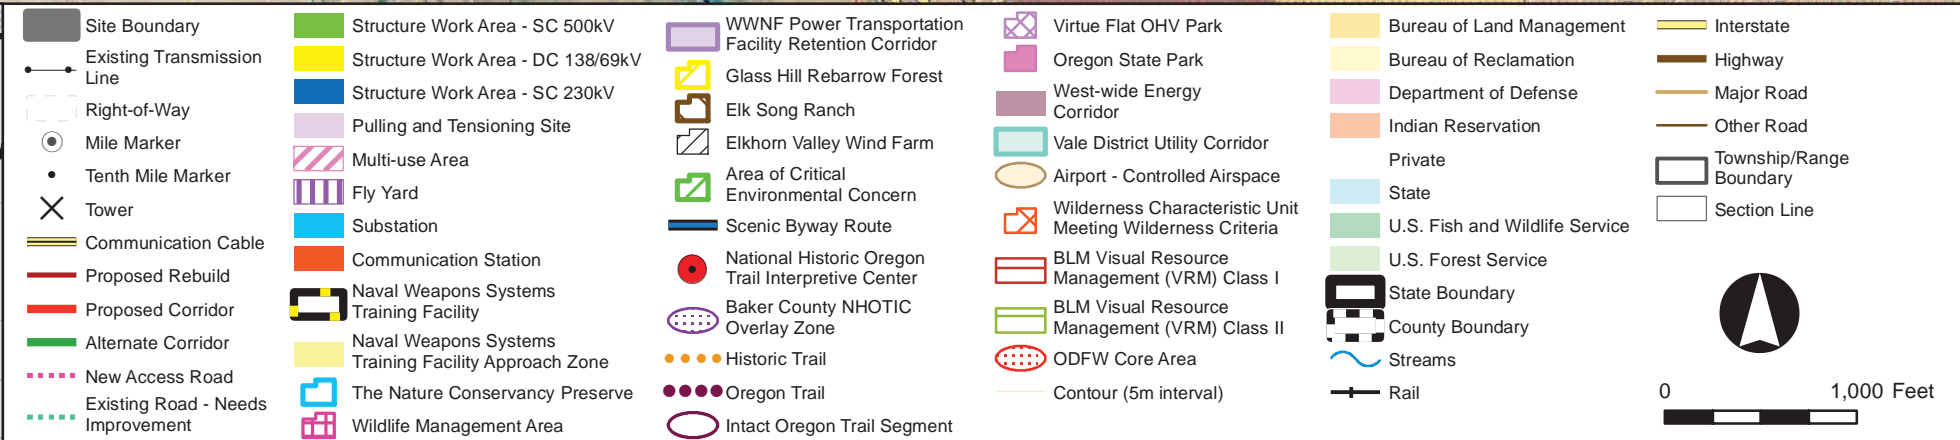 Site Boundary
Existing Transmission
Line
Right-of-Way
Mile Marker
Tenth Mile Marker
Tower
Communication Cable
Proposed Rebuild
Proposed Corridor
Alternate Corridor
New Access Road
Existing Road - Needs
Improvement
Structure Work Area - SC 500kV
Structure Work Area - DC 138/69kV
Structure Work Area - SC 230kV
Pulling and Tensioning Site
Multi-use Area
Fly Yard
Substation
Communication Station
Naval Weapons Systems
Training Facility
Naval Weapons Systems
Training Facility Approach Zone
The Nature Conservancy Preserve
Wildlife Management Area
WWNF Power Transportation
Facility Retention Corridor
Glass Hill Rebarrow Forest
Elk Song Ranch
Elkhorn Valley Wind Farm
Area of Critical
Environmental Concern
Scenic Byway Route
National Historic Oregon
Trail Interpretive Center
Baker County NHOTIC
Overlay Zone
Historic Trail
Oregon Trail
Intact Oregon Trail Segment
Virtue Flat OHV Park
Oregon State Park
West-wide Energy
Corridor
Vale District Utility Corridor
Airport - Controlled Airspace
Wilderness Characteristic Unit
Meeting Wilderness Criteria
BLM Visual Resource
Management (VRM) Class I
BLM Visual Resource
Management (VRM) Class II
ODFW Core Area
Contour (5m interval)
Bureau of Land Management
Bureau of Reclamation
Department of Defense
Indian Reservation
Private
State
U.S. Fish and Wildlife Service
U.S. Forest Service
State Boundary
County Boundary
Streams
Rail
Interstate
Highway
Major Road
Other Road
Township/Range
Boundary
Section Line
0 1,000 Feet